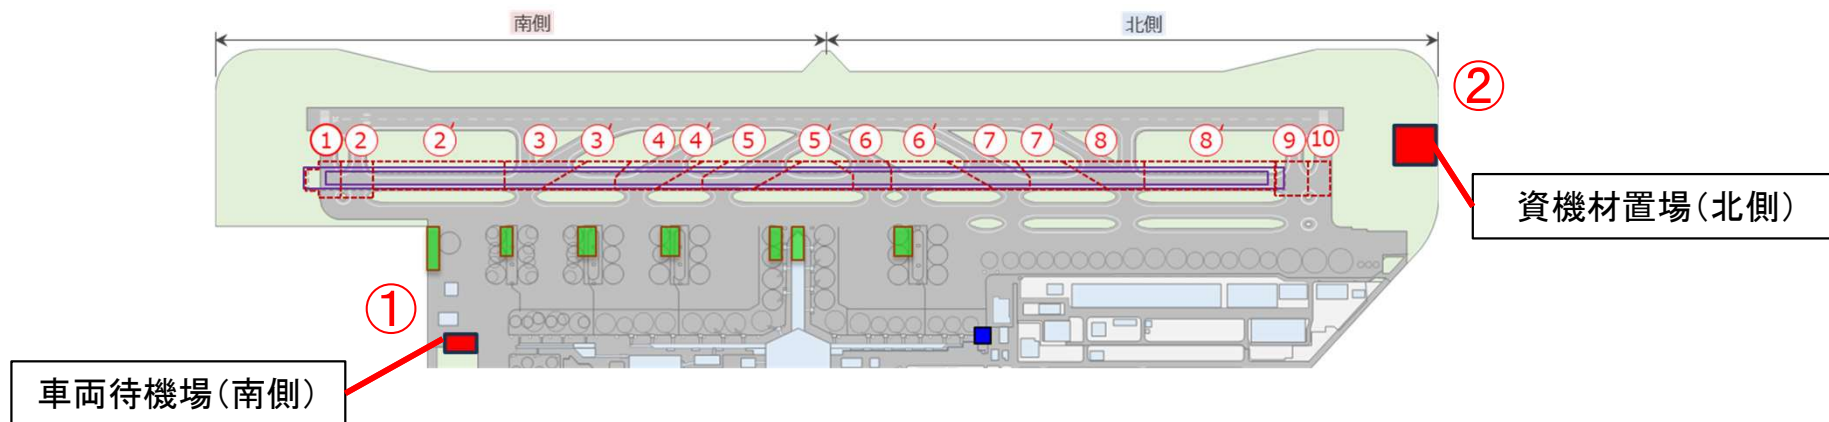 南側
北側
②
① ② ②′ ③ ③′ ④ ④′ ⑤ ⑤′ ⑥ ⑥′ ⑦ ⑦′ ⑧ ⑧′ ⑨ ⑩
資機材置場(北側)
①
車両待機場(南側)